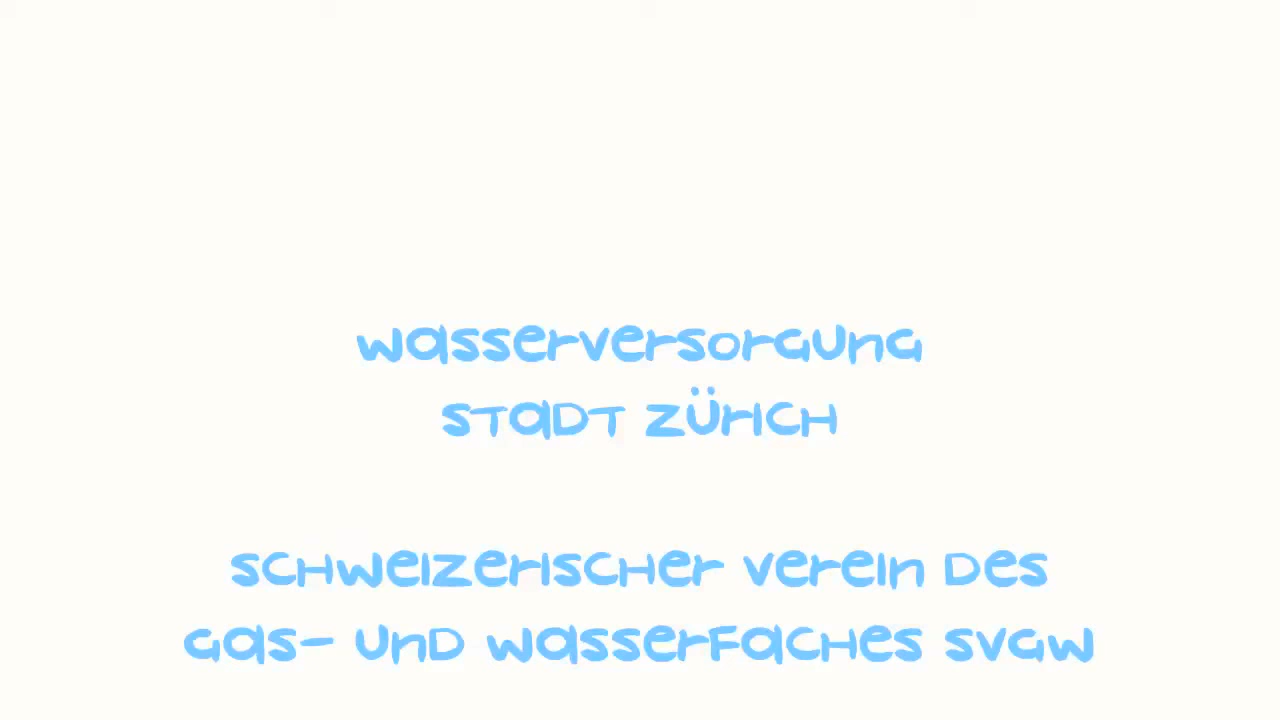 Wasserversorgung
Stadt Zürich
Schweizerischer Verein des
Gas- und Wasserfaches SVGW